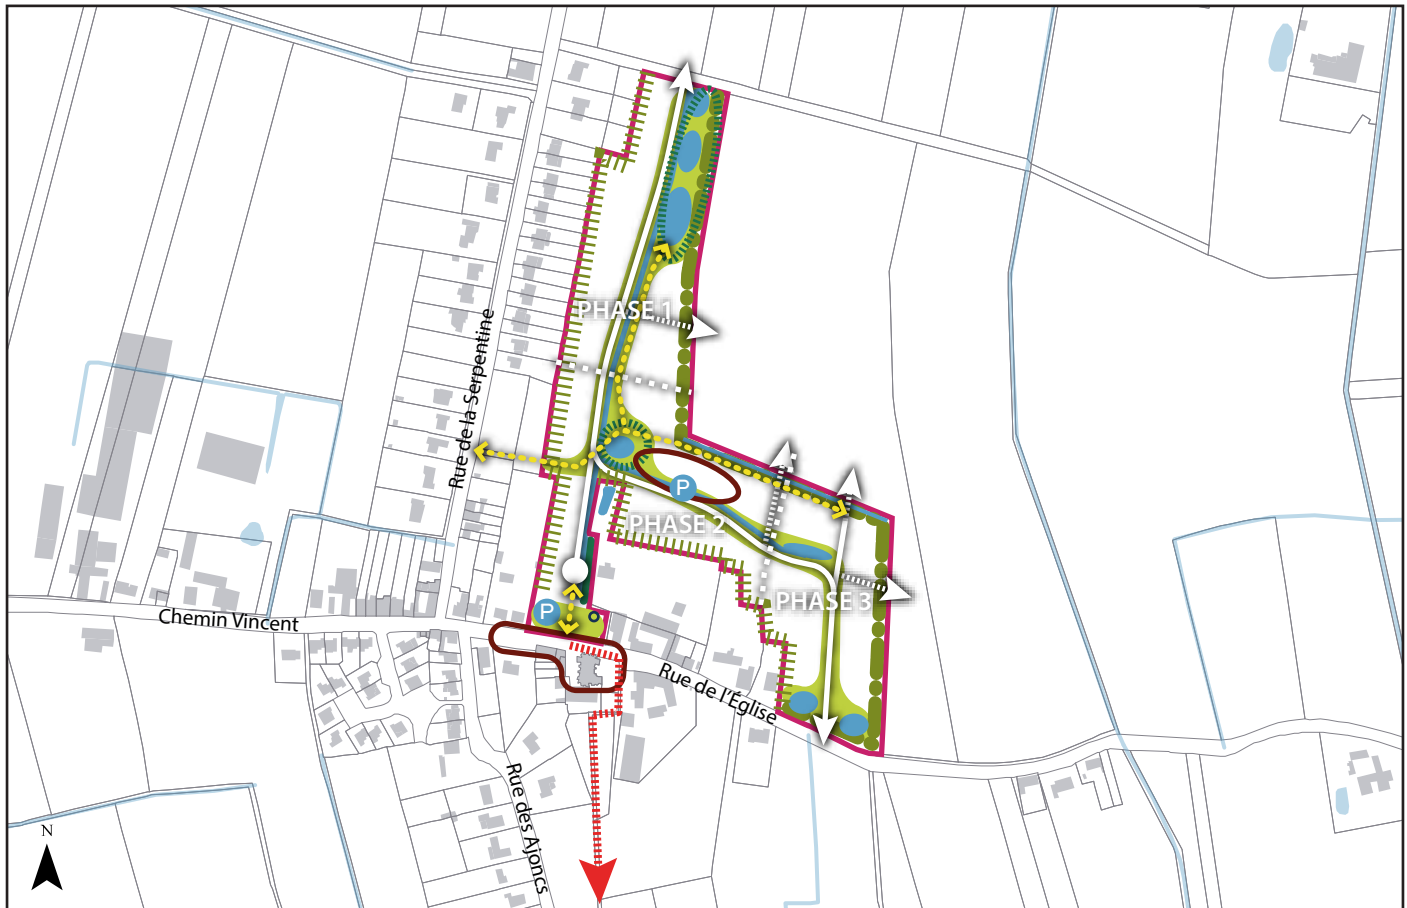 PHASE 1
Rue de la Serpentine
P
PHASE 2
P
PHASE 3
Chemin Vincent
Rue de l'Église
Rue des Ajoncs
N